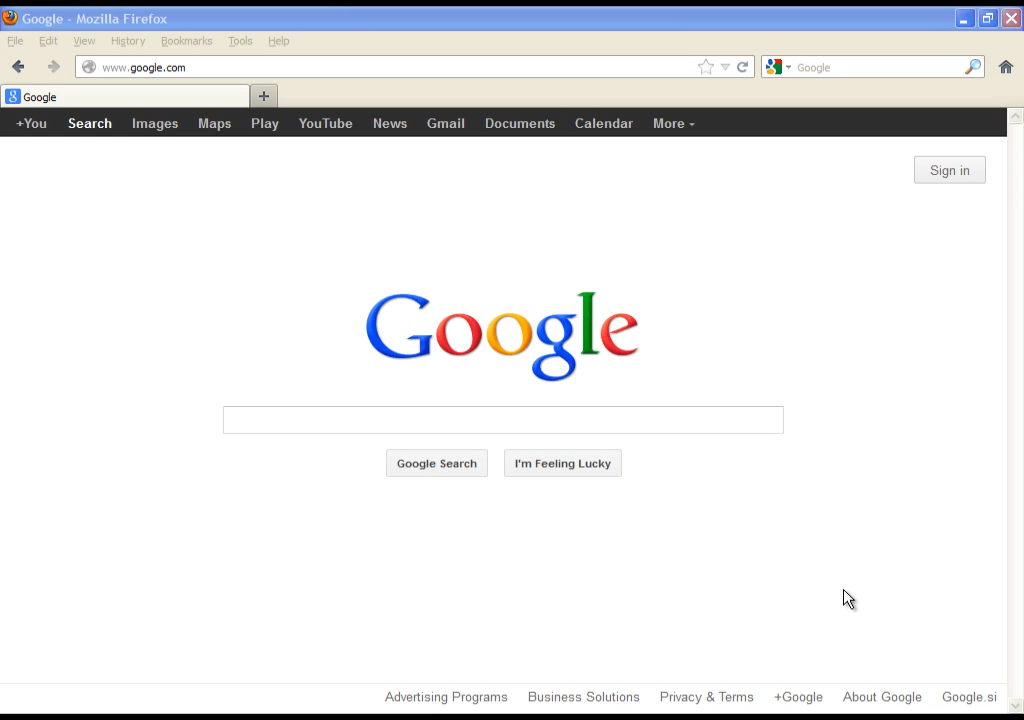 Google - Mozilla Firefox
File Edit View History Bookmarks Tools Help
www.google.com Google
Google
+You Search Images Maps Play YouTube News Gmail Documents Calendar More
Sign in
Google
Google Search I'm Feeling Lucky
Advertising Programs Business Solutions Privacy & Terms +Google About Google Google.si